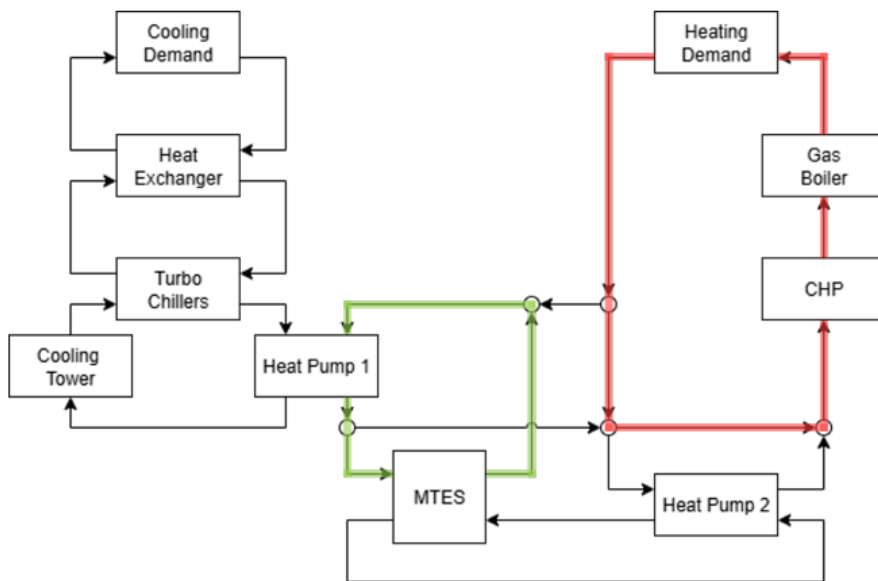 Cooling
Demand
Heating
Demand
Heat
Exchanger
Gas
Boiler
Turbo
Chillers
CHP
Cooling
Tower
Heat Pump 1
MTES
Heat Pump 2